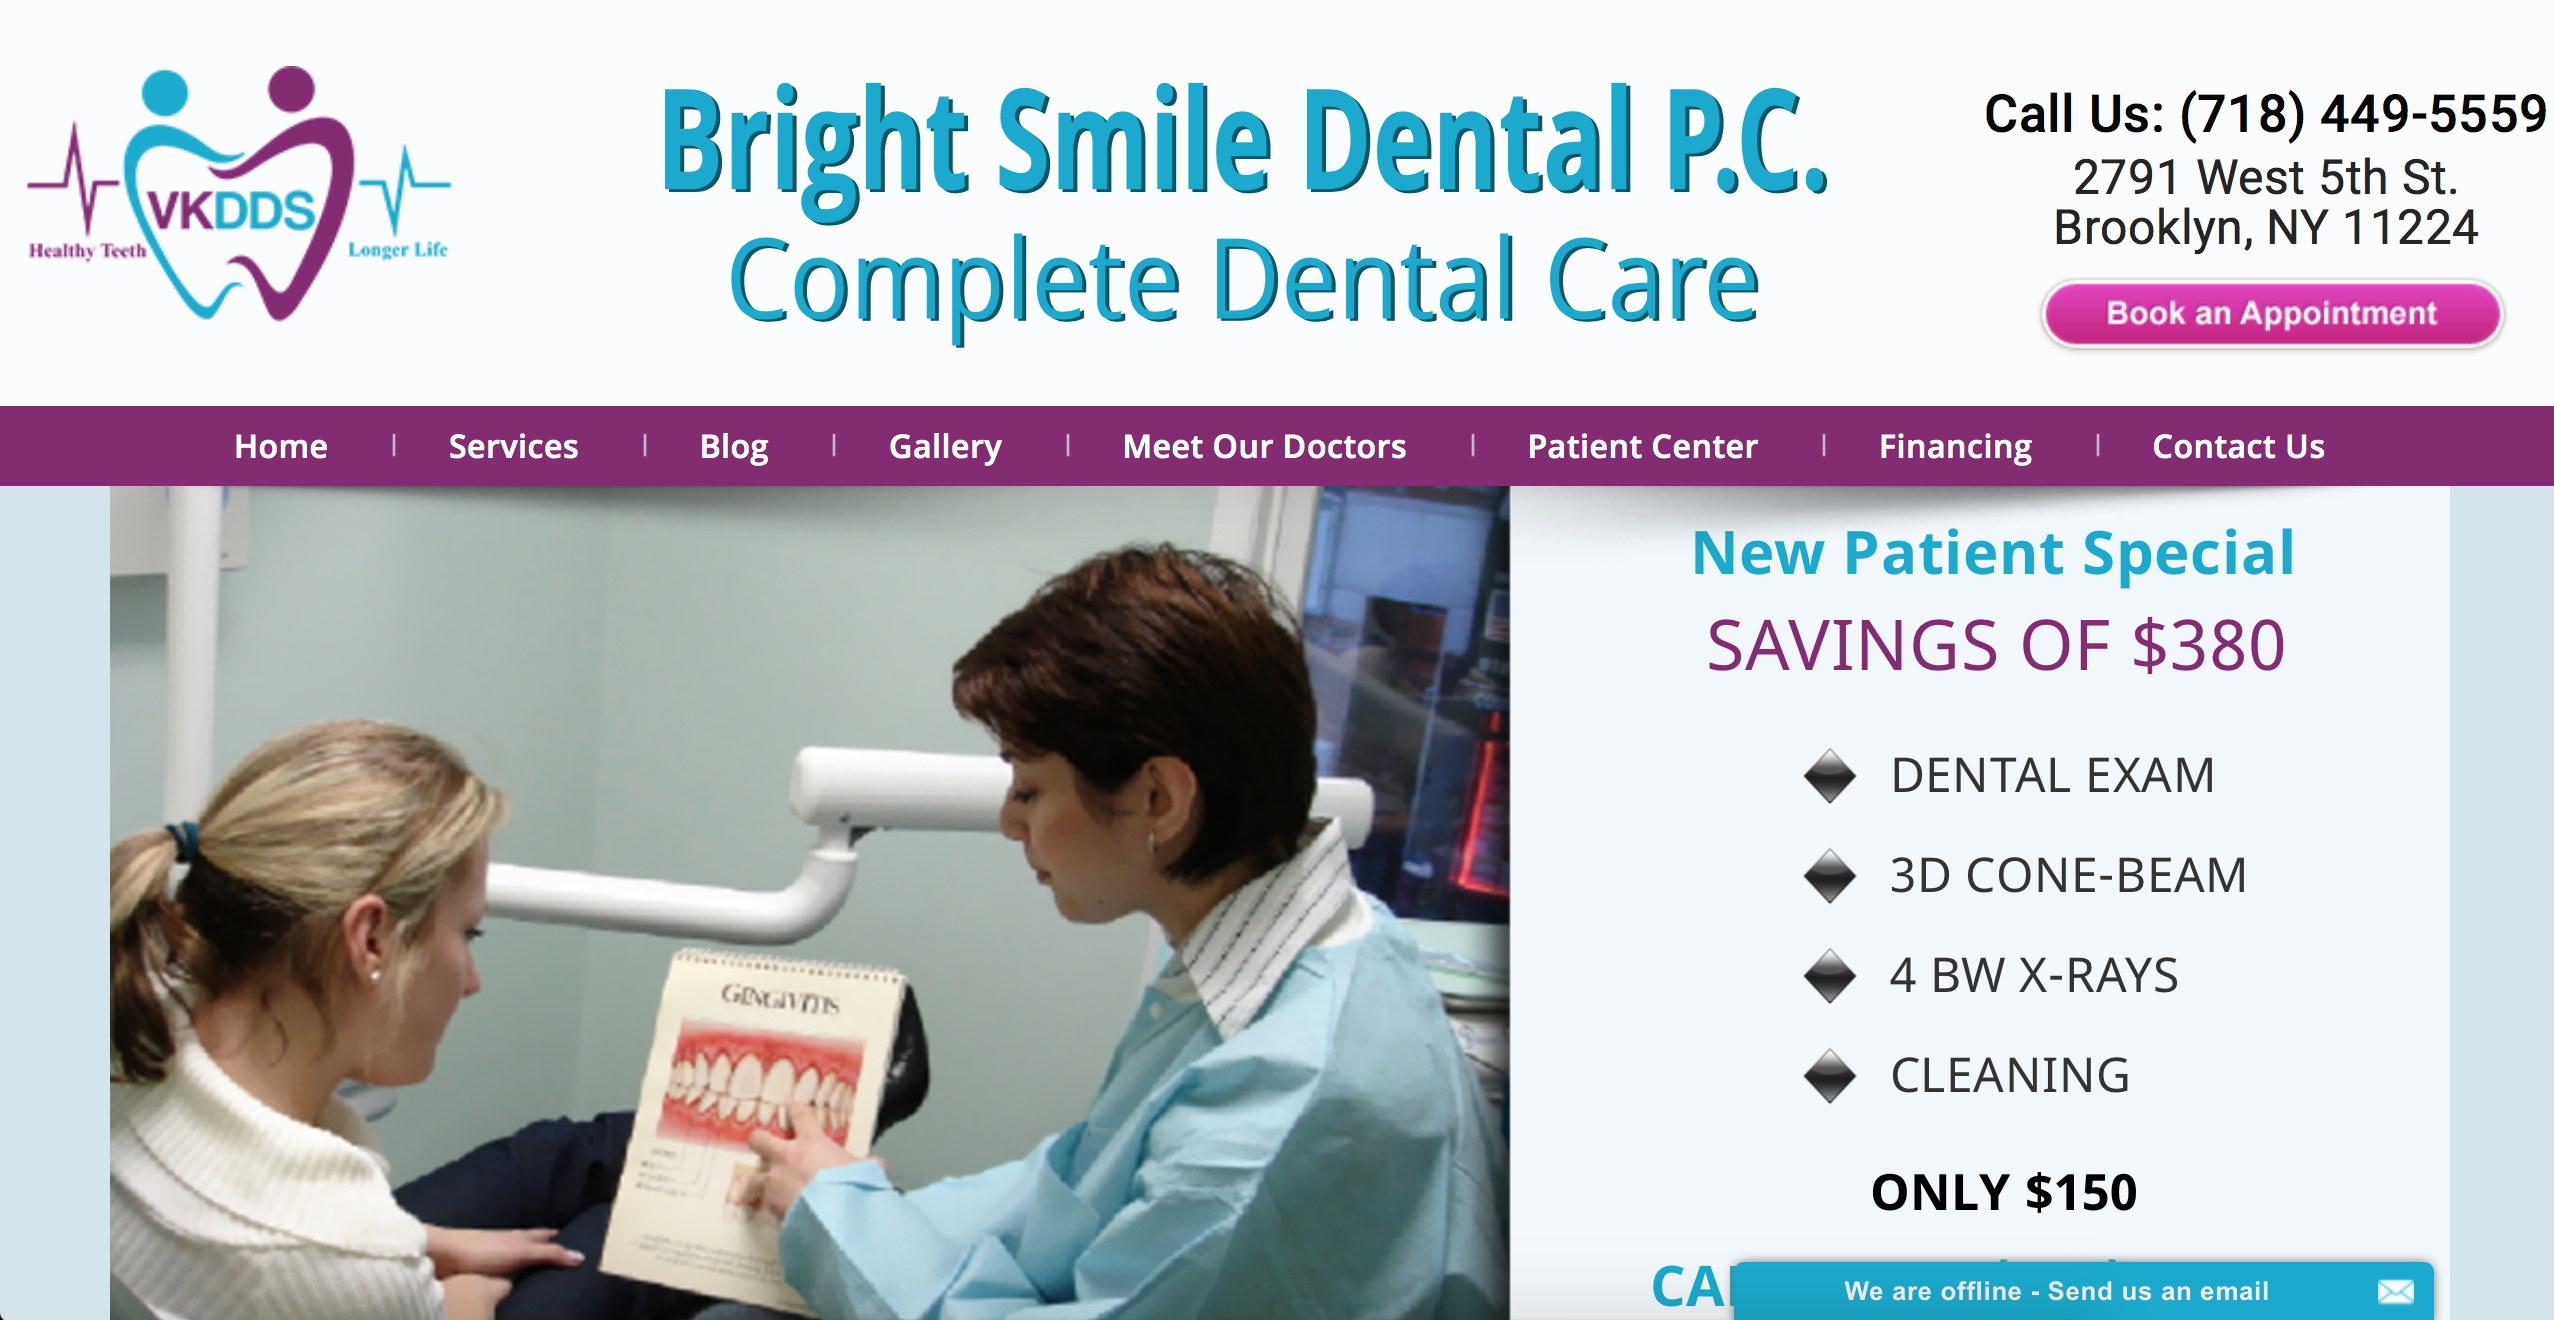 VKDDS
Healthy Teeth
Longer Life
Bright Smile Dental P.C.
Complete Dental Care
Call Us: (718) 449-5559
2791 West 5th St.
Brooklyn, NY 11224
Book an Appointment
Home
Services
Blog
Gallery
Meet Our Doctors
Patient Center
Financing
Contact Us
GINGIVITIS
New Patient Special
SAVINGS OF $380
DENTAL EXAM
3D CONE-BEAM
4 BW X-RAYS
CLEANING
ONLY $150
We are offline - Send us an email